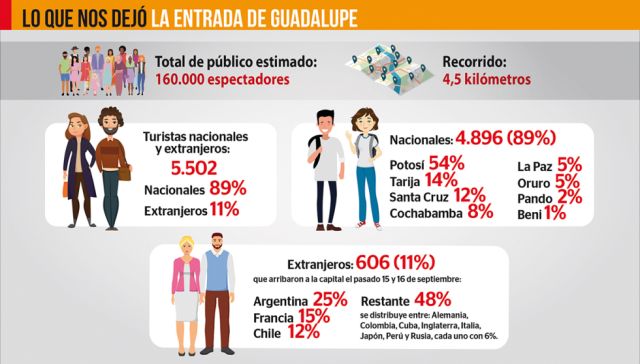 LO QUE NOS DEJÓ LA ENTRADA DE GUADALUPE
Total de público estimado:
160.000 espectadores
Recorrido:
4,5 kilómetros
Turistas nacionales
y extranjeros:
5.502
Nacionales 89%
Extranjeros 11%
Nacionales: 4.896 (89%)
Potosí 54%
Tarija 14%
Santa Cruz 12%
Cochabamba 8%
La Paz 5%
Oruro 5%
Pando 2%
Beni 1%
Extranjeros: 606 (11%)
que arribaron a la capital el pasado 15 y 16 de septiembre:
Argentina 25%
Francia 15%
Chile 12%
Restante 48%
se distribuye entre: Alemania,
Colombia, Cuba, Inglaterra, Italia,
Japón, Perú y Rusia, cada uno con 6%.